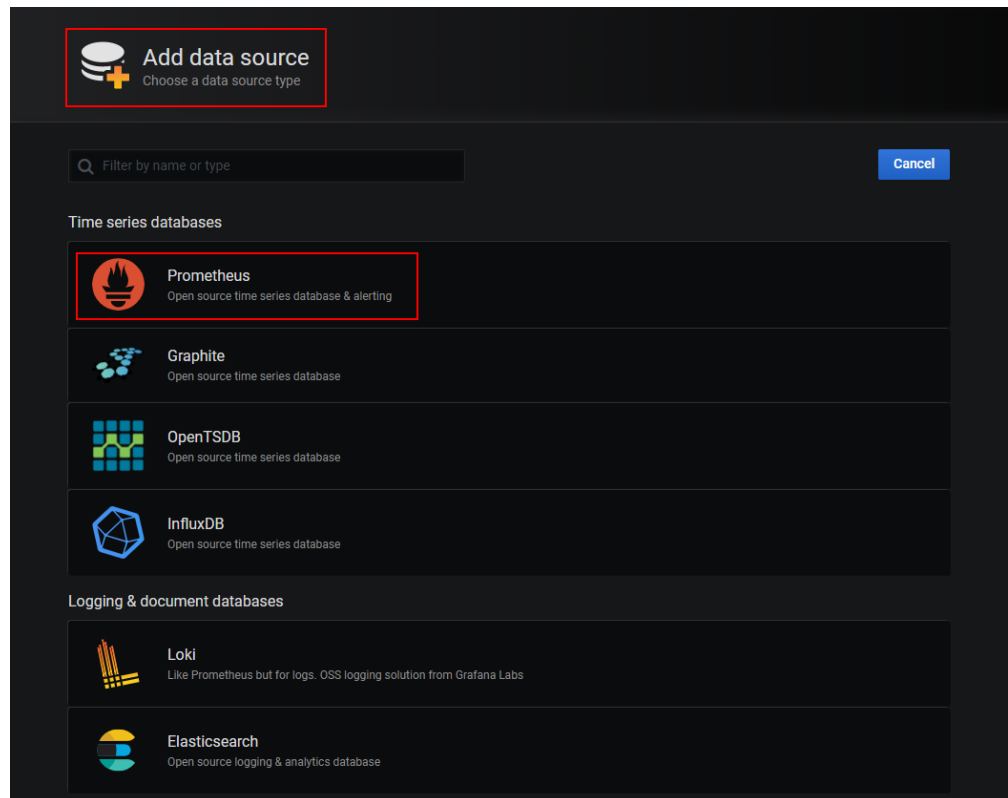 Add data source
Choose a data source type
Filter by name or type
Cancel
Time series databases
Prometheus
Open source time series database & alerting
Graphite
Open source time series database
OpenTSDB
Open source time series database
InfluxDB
Open source time series database
Logging & document databases
Loki
Like Prometheus but for logs. OSS logging solution from Grafana Labs
Elasticsearch
Open source logging & analytics database